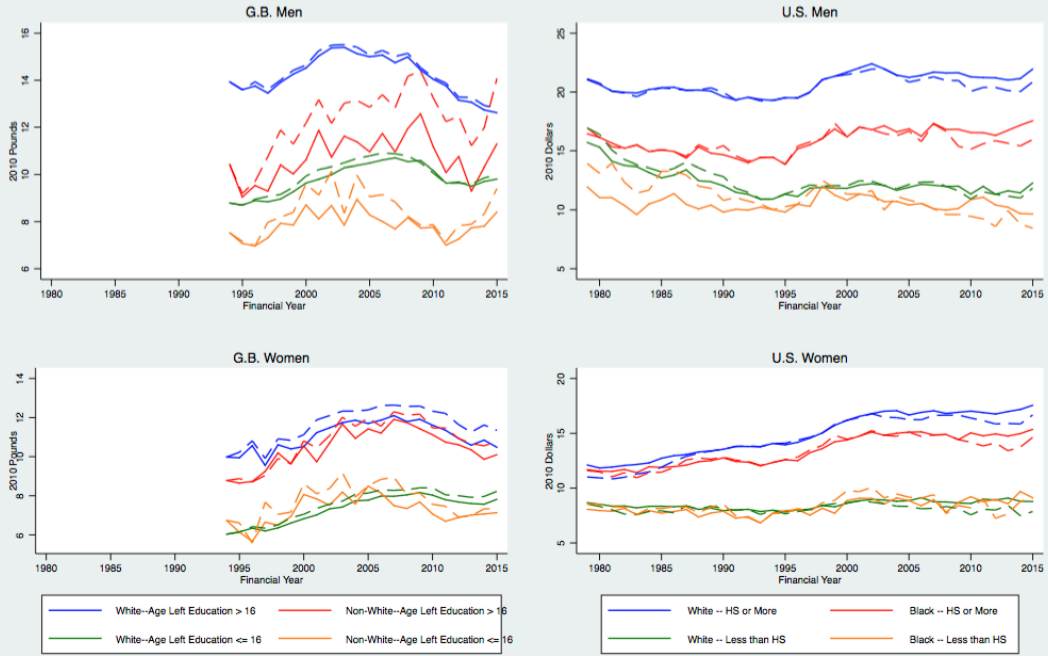 G.B. Men
2010 Pounds
16
14
12
10
8
6
1980 1985 1990 1995 2000 2005 2010 2015
Financial Year
U.S. Men
2010 Dollars
25
20
15
10
5
1980 1985 1990 1995 2000 2005 2010 2015
Financial Year
G.B. Women
2010 Pounds
14
12
10
8
6
1980 1985 1990 1995 2000 2005 2010 2015
Financial Year
U.S. Women
2010 Dollars
20
15
10
5
1980 1985 1990 1995 2000 2005 2010 2015
Financial Year
White--Age Left Education > 16
Non-White--Age Left Education > 16
White--Age Left Education <= 16
Non-White--Age Left Education <= 16
White -- HS or More
Black -- HS or More
White -- Less than HS
Black -- Less than HS